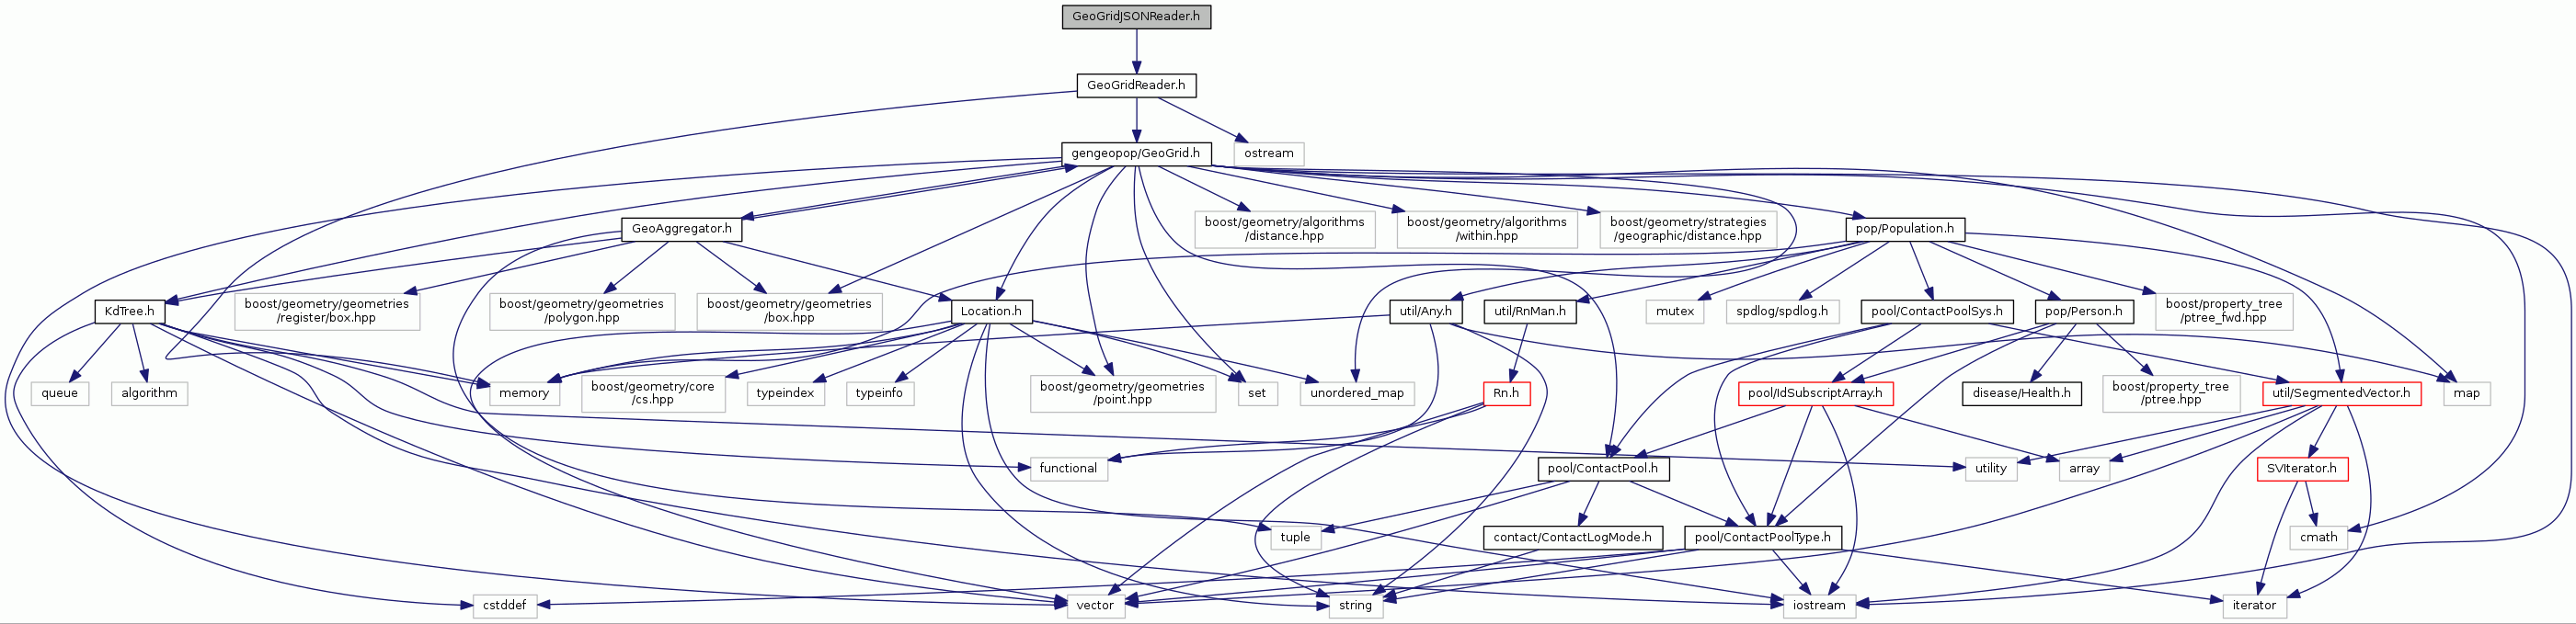 GeoGridJSONReader.h
GeoGridReader.h
gengeopop/GeoGrid.h
ostream
GeoAggregator.h
boost/geometry/algorithms
/distance.hpp
boost/geometry/algorithms
/within.hpp
boost/geometry/strategies
/geographic/distance.hpp
pop/Population.h
KdTree.h
boost/geometry/geometries
/register/box.hpp
boost/geometry/geometries
/polygon.hpp
boost/geometry/geometries
/box.hpp
Location.h
util/Any.h
util/RnMan.h
mutex
spdlog/spdlog.h
pool/ContactPoolSys.h
pop/Person.h
boost/property_tree
/ptree_fwd.hpp
queue
algorithm
memory
boost/geometry/core
/cs.hpp
typeindex
typeinfo
boost/geometry/geometries
/point.hpp
set
unordered_map
Rn.h
pool/IdSubscriptArray.h
disease/Health.h
boost/property_tree
/ptree.hpp
util/SegmentedVector.h
map
functional
pool/ContactPool.h
utility
array
SVIterator.h
tuple
contact/ContactLogMode.h
pool/ContactPoolType.h
cmath
cstddef
vector
string
iostream
iterator